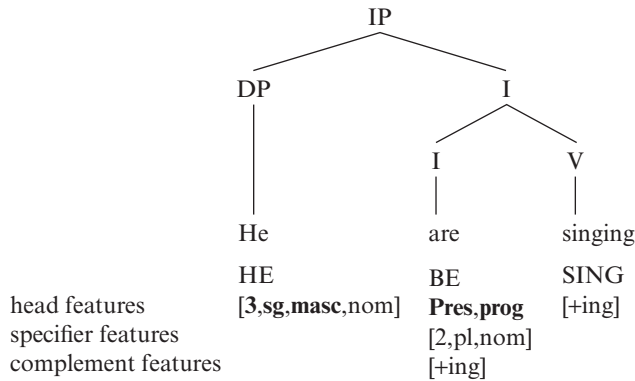 IP
DP I
I V
He are singing
HE BE SING
head features [3,sg,masc,nom] Pres,prog [+ing]
specifier features [2,pl,nom]
complement features [+ing]